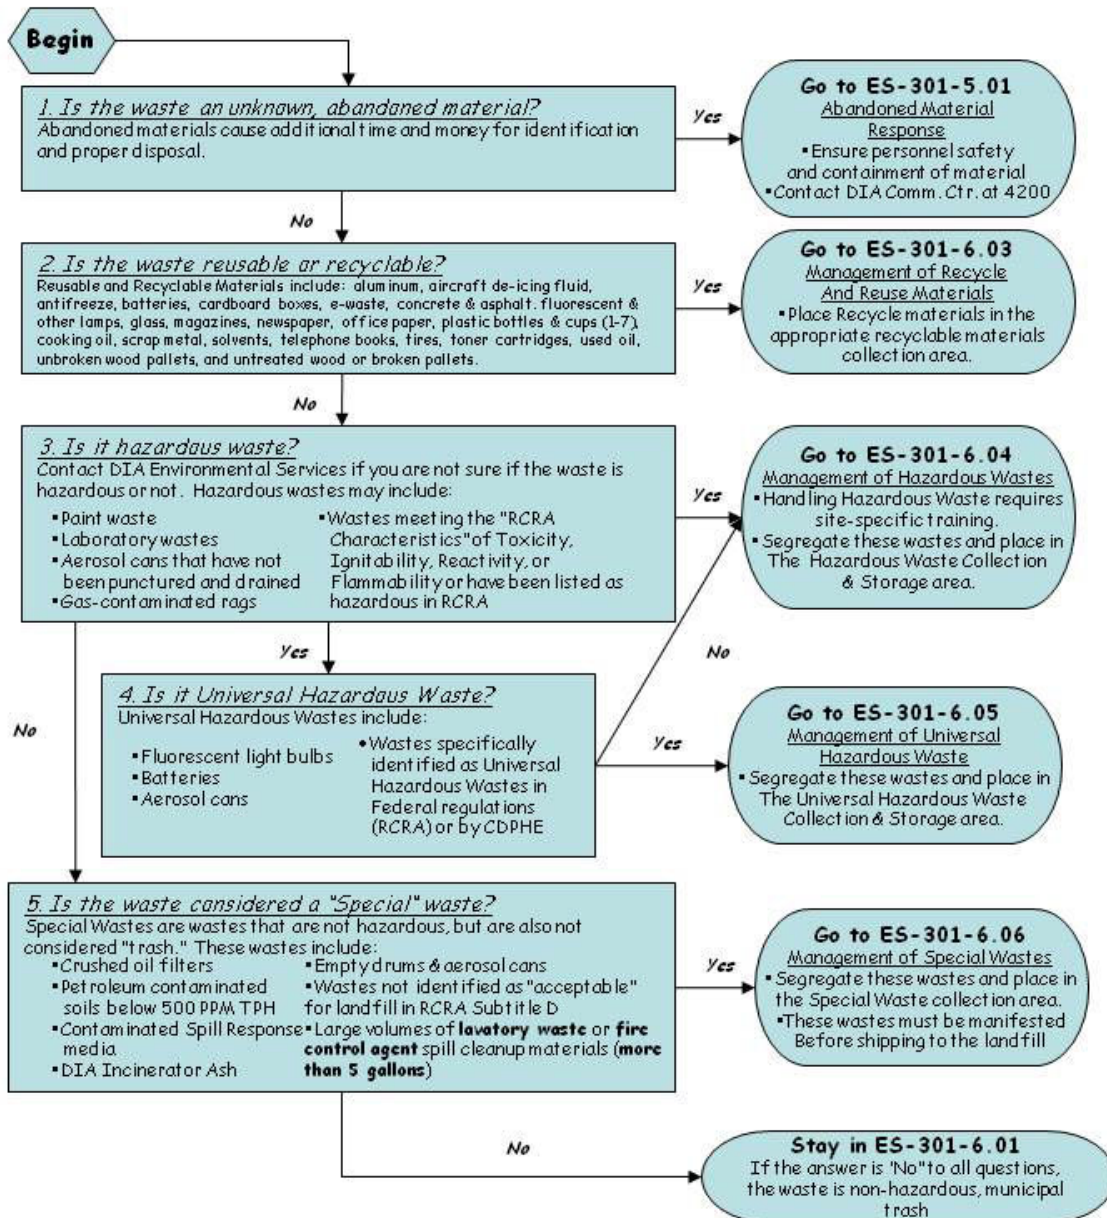 Begin
1. Is the waste an unknown, abandoned material?
Abandoned materials cause additional time and money for identification
and proper disposal.
Yes
Go to ES-301-5.01
Abandoned Material
Response
▪Ensure personnel safety
and containment of material
▪Contact DIA Comm. Ctr. at 4200
No
2. Is the waste reusable or recyclable?
Reusable and Recyclable Materials include: aluminum, aircraft de-icing fluid,
antifreeze, batteries, cardboard boxes, e-waste, concrete & asphalt. fluorescent &
other lamps, glass, magazines, newspaper, office paper, plastic bottles & cups (1-7),
cooking oil, scrap metal, solvents, telephone books, tires, toner cartridges, used oil,
unbroken wood pallets, and untreated wood or broken pallets.
Yes
Go to ES-301-6.03
Management of Recycle
And Reuse Materials
▪Place Recycle materials in the
appropriate recyclable materials
collection area.
No
3. Is it hazardous waste?
Contact DIA Environmental Services if you are not sure if the waste is
hazardous or not. Hazardous wastes may include:
▪Paint waste
▪Laboratory wastes
▪Aerosol cans that have not
been punctured and drained
▪Gas-contaminated rags
▪Wastes meeting the "RCRA
Characteristics" of Toxicity,
Ignitability, Reactivity, or
Flammability or have been listed as
hazardous in RCRA
Yes
Go to ES-301-6.04
Management of Hazardous Wastes
▪Handling Hazardous Waste requires
site-specific training.
▪Segregate these wastes and place in
The Hazardous Waste Collection
& Storage area.
Yes
No
No
4. Is it Universal Hazardous Waste?
Universal Hazardous Wastes include:
▪Fluorescent light bulbs
▪Batteries
▪Aerosol cans
•Wastes specifically
identified as Universal
Hazardous Wastes in
Federal regulations
(RCRA) or by CDPHE
Yes
Go to ES-301-6.05
Management of Universal
Hazardous Waste
▪Segregate these wastes and place in
The Universal Hazardous Waste
Collection & Storage area.
5. Is the waste considered a "Special" waste?
Special Wastes are wastes that are not hazardous, but are also not
considered "trash." These wastes include:
▪Crushed oil filters
▪Petroleum contaminated
soils below 500 PPM TPH
▪Contaminated Spill Response
media
▪DIA Incinerator Ash
▪Empty drums & aerosol cans
▪Wastes not identified as "acceptable"
for landfill in RCRA Subtitle D
▪Large volumes of lavatory waste or fire
control agent spill cleanup materials (more
than 5 gallons)
Yes
Go to ES-301-6.06
Management of Special Wastes
▪Segregate these wastes and place in
the Special Waste collection area.
▪These wastes must be manifested
Before shipping to the landfill
No
Stay in ES-301-6.01
If the answer is "No" to all questions,
the waste is non-hazardous, municipal
trash